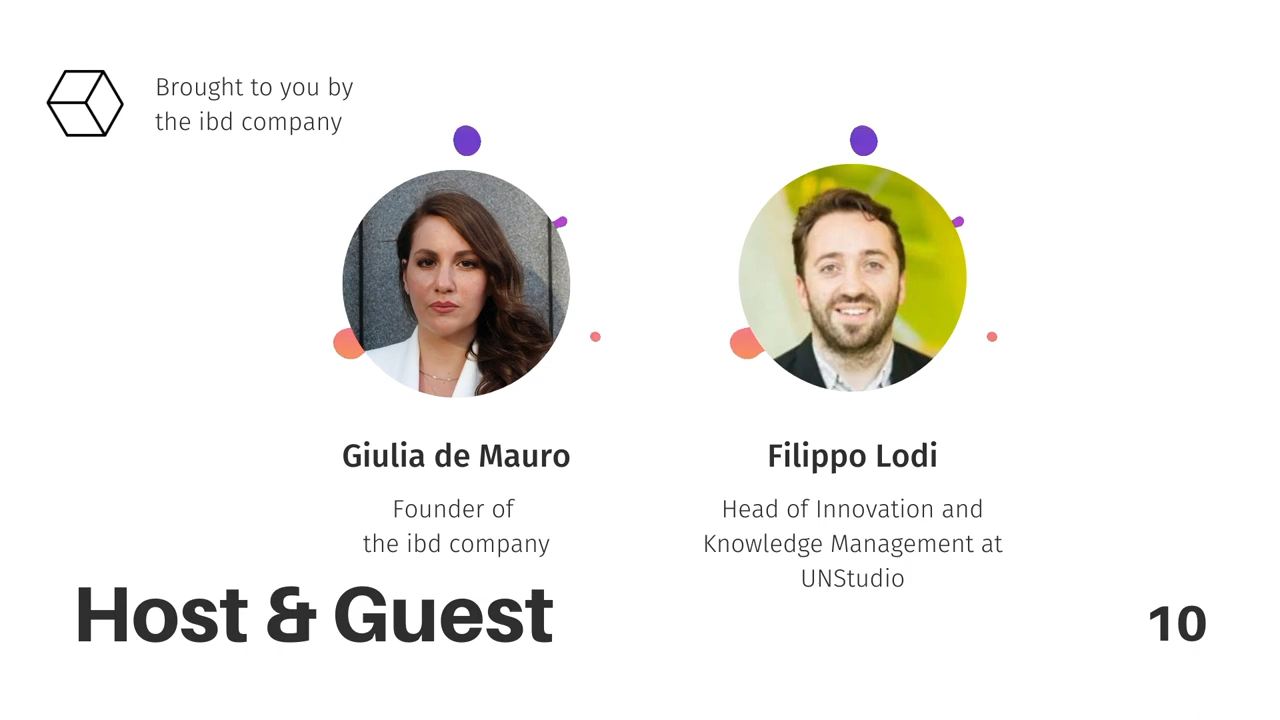 Brought to you by
the ibd company
Giulia de Mauro
Founder of
the ibd company
Filippo Lodi
Head of Innovation and
Knowledge Management at
UNStudio
Host & Guest
10